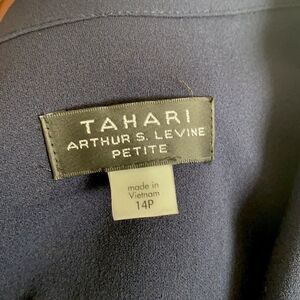 TAHARI
ARTHUR S. LEVINE
PETITE
made in
Vietnam
14P